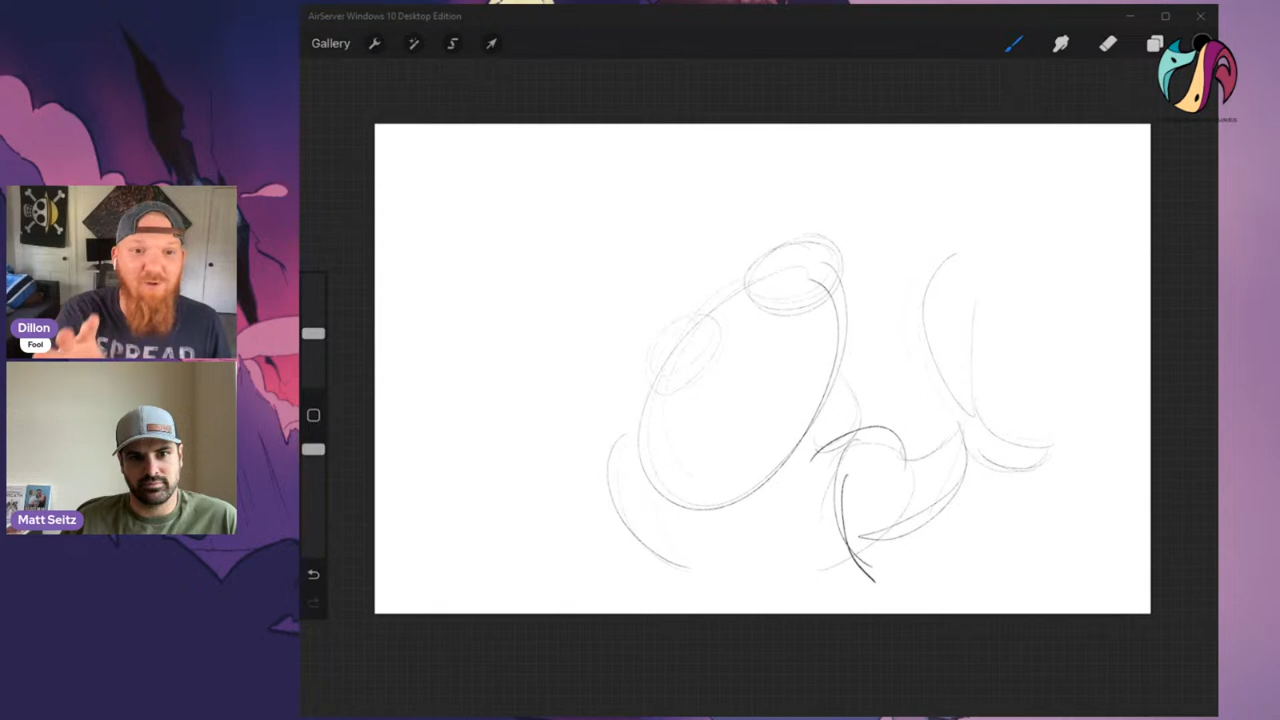 AirServer Windows 10 Desktop Edition
Gallery
Dillon
Fool
SPREAD
Matt Seitz